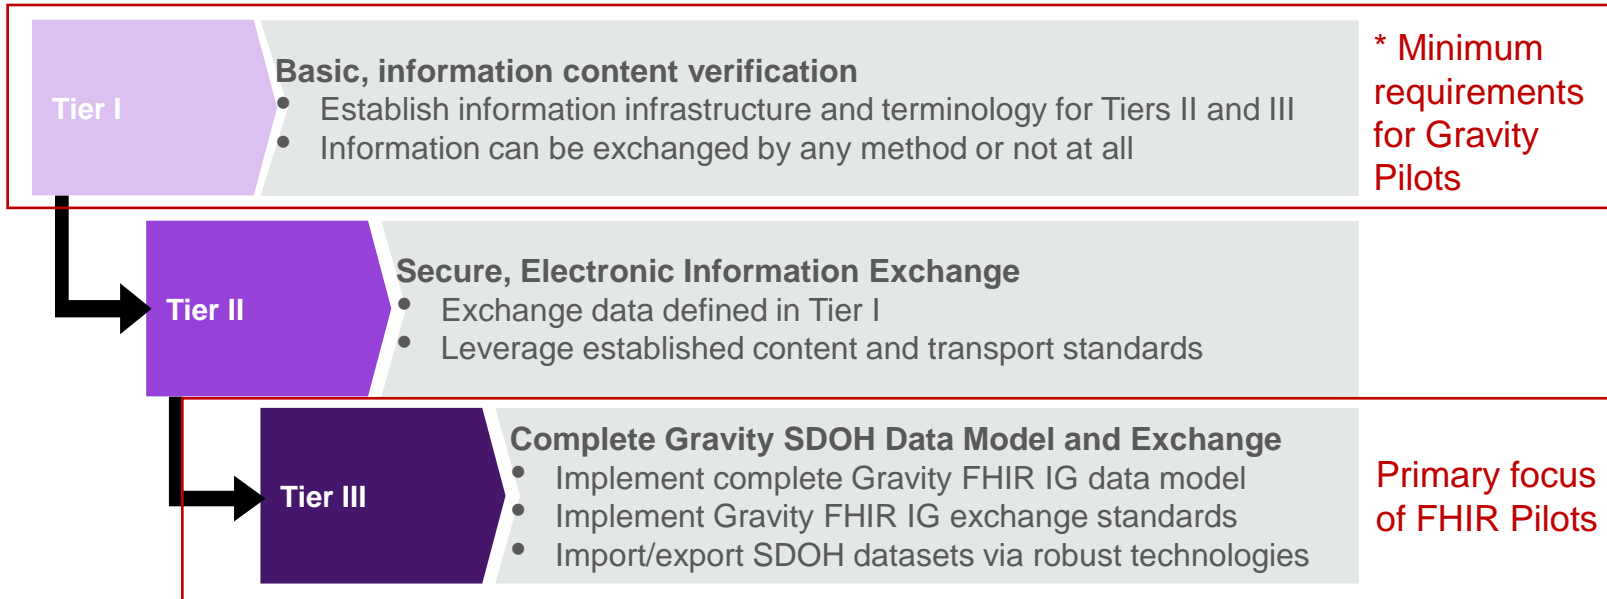 Tier I
Basic, information content verification
• Establish information infrastructure and terminology for Tiers II and III
• Information can be exchanged by any method or not at all
* Minimum
requirements
for Gravity
Pilots
Tier II
Secure, Electronic Information Exchange
• Exchange data defined in Tier I
• Leverage established content and transport standards
Tier III
Complete Gravity SDOH Data Model and Exchange
• Implement complete Gravity FHIR IG data model
• Implement Gravity FHIR IG exchange standards
• Import/export SDOH datasets via robust technologies
Primary focus
of FHIR Pilots